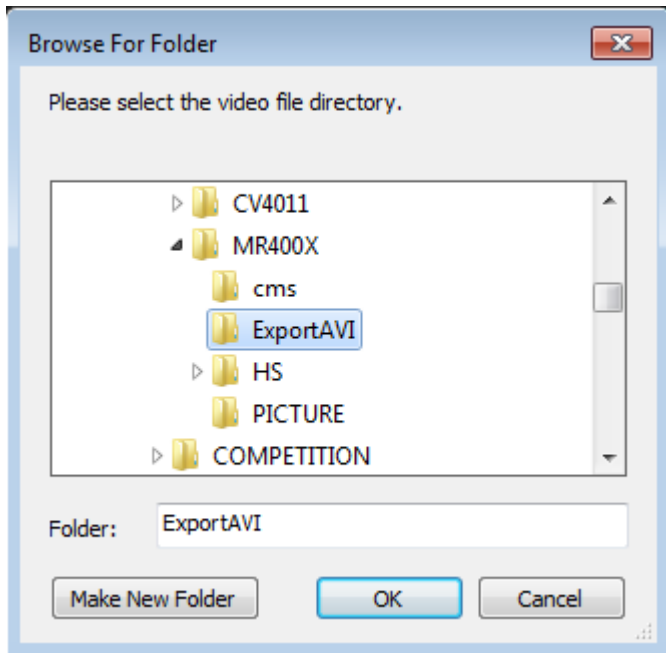 Browse For Folder
Please select the video file directory.
CV4011
MR400X
cms
ExportAVI
HS
PICTURE
COMPETITION
Folder: ExportAVI
Make New Folder OK Cancel